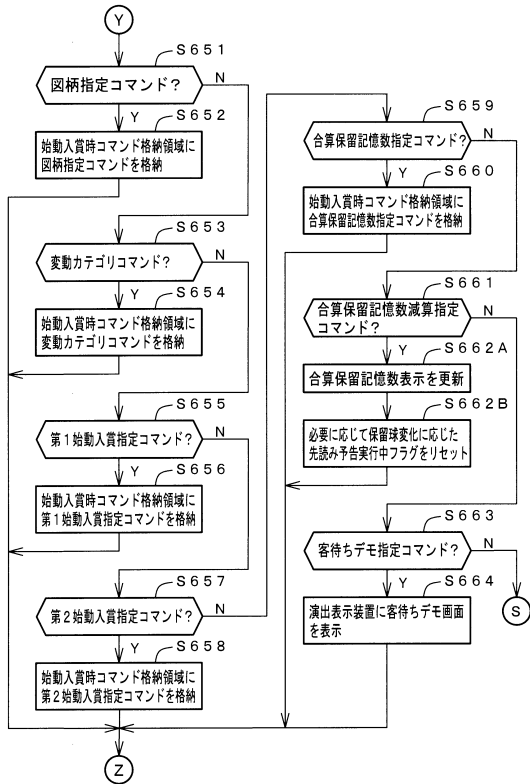 Y
S651
図柄指定コマンド?
N
Y
S652
始動入賞時コマンド格納領域に
図柄指定コマンドを格納
S653
変動カテゴリコマンド?
N
Y
S654
始動入賞時コマンド格納領域に
変動カテゴリコマンドを格納
S655
第1始動入賞指定コマンド?
N
Y
S656
始動入賞時コマンド格納領域に
第1始動入賞指定コマンドを格納
S657
第2始動入賞指定コマンド?
N
Y
S658
始動入賞時コマンド格納領域に
第2始動入賞指定コマンドを格納
Z
S659
合算保留記憶数指定コマンド?
N
Y
S660
始動入賞時コマンド格納領域に
合算保留記憶数指定コマンドを格納
S661
合算保留記憶数減算指定
コマンド?
N
Y
S662A
合算保留記憶数表示を更新
S662B
必要に応じて保留球変化に応じた
先読み予告実行中フラグをリセット
S663
客待ちデモ指定コマンド?
N
Y
S664
演出表示装置に客待ちデモ画面
を表示
S